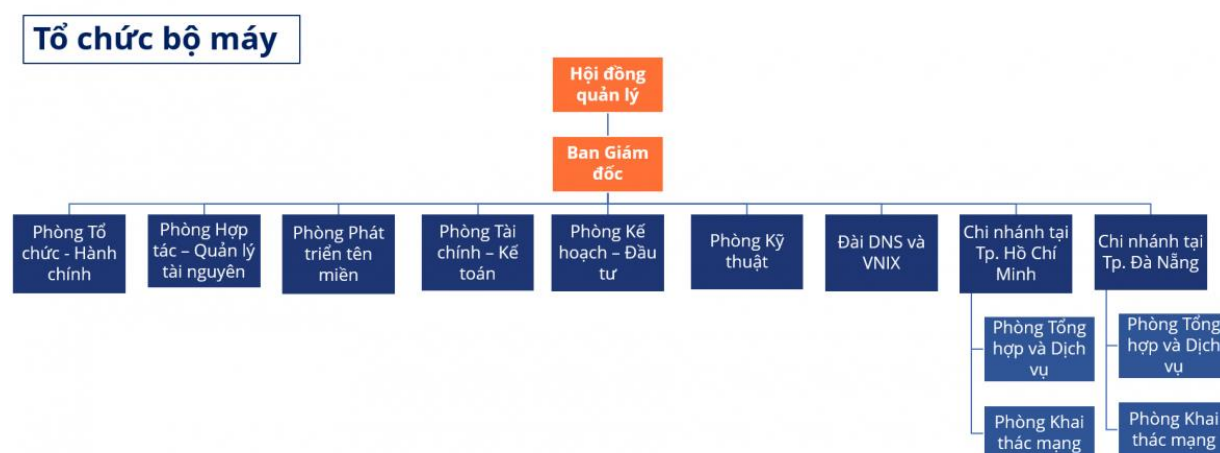 Tổ chức bộ máy
Hội đồng
quản lý
Ban Giám
đốc
Phòng Tổ
chức - Hành
chính
Phòng Hợp
tác – Quản lý
tài nguyên
Phòng Phát
triển tên
miền
Phòng Tài
chính – Kế
toán
Phòng Kế
hoạch – Đầu
tư
Phòng Kỹ
thuật
Đài DNS và
VNIX
Chi nhánh tại
Tp. Hồ Chí
Minh
Chi nhánh tại
Tp. Đà Nẵng
Phòng Tổng
hợp và Dịch
vụ
Phòng Khai
thác mạng
Phòng Tổng
hợp và Dịch
vụ
Phòng Khai
thác mạng